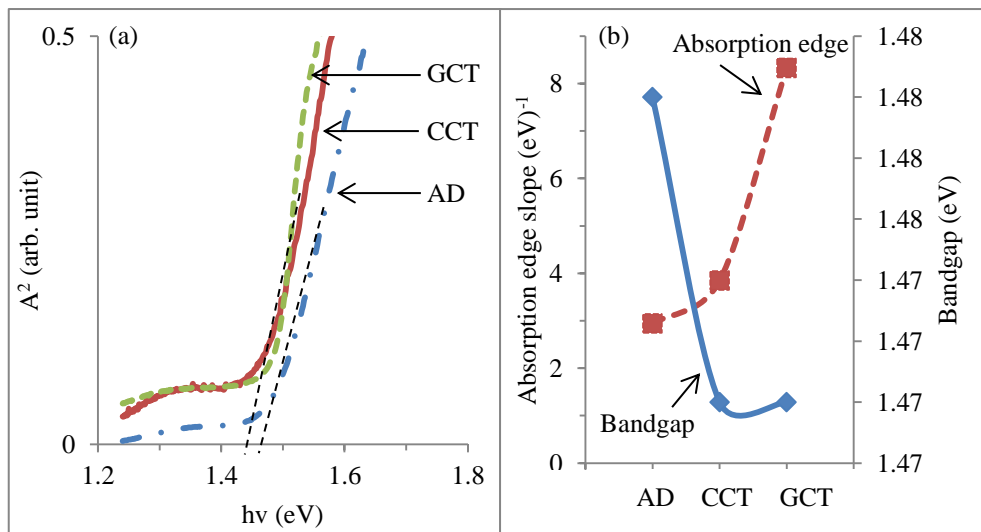 (a)
0.5
0
A² (arb. unit)
GCT
CCT
AD
1.2
1.4
1.6
1.8
hν (eV)
(b)
Absorption edge
Bandgap
8
6
4
2
0
Absorption edge slope (eV)⁻¹
AD
CCT
GCT
1.48
1.48
1.48
1.48
1.47
1.47
1.47
1.47
Bandgap (eV)